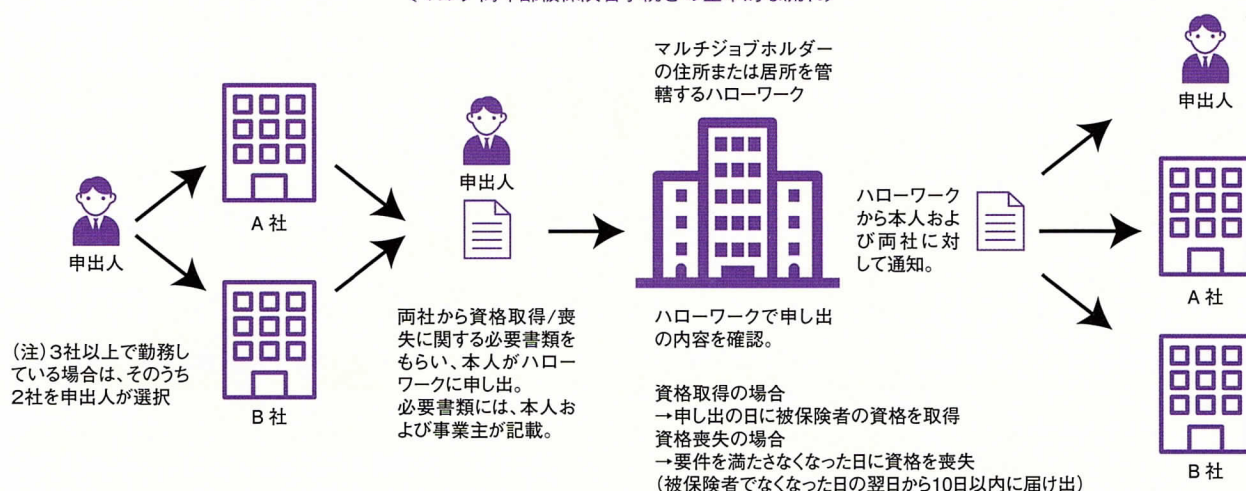 マルチジョブホルダー
の住所または居所を管
轄するハローワーク
申出人
申出人
A社
申出人
ハローワーク
から本人およ
び両社に対
して通知。
A社
B社
両社から資格取得/喪
失に関する必要書類を
もらい、本人がハロー
ワークに申し出。
必要書類には、本人お
よび事業主が記載。
ハローワークで申し出
の内容を確認。
(注)3社以上で勤務し
ている場合は、そのうち
2社を申出人が選択
資格取得の場合
→申し出の日に被保険者の資格を取得
資格喪失の場合
→要件を満たさなくなった日に資格を喪失
(被保険者でなくなった日の翌日から10日以内に届け出)
B社